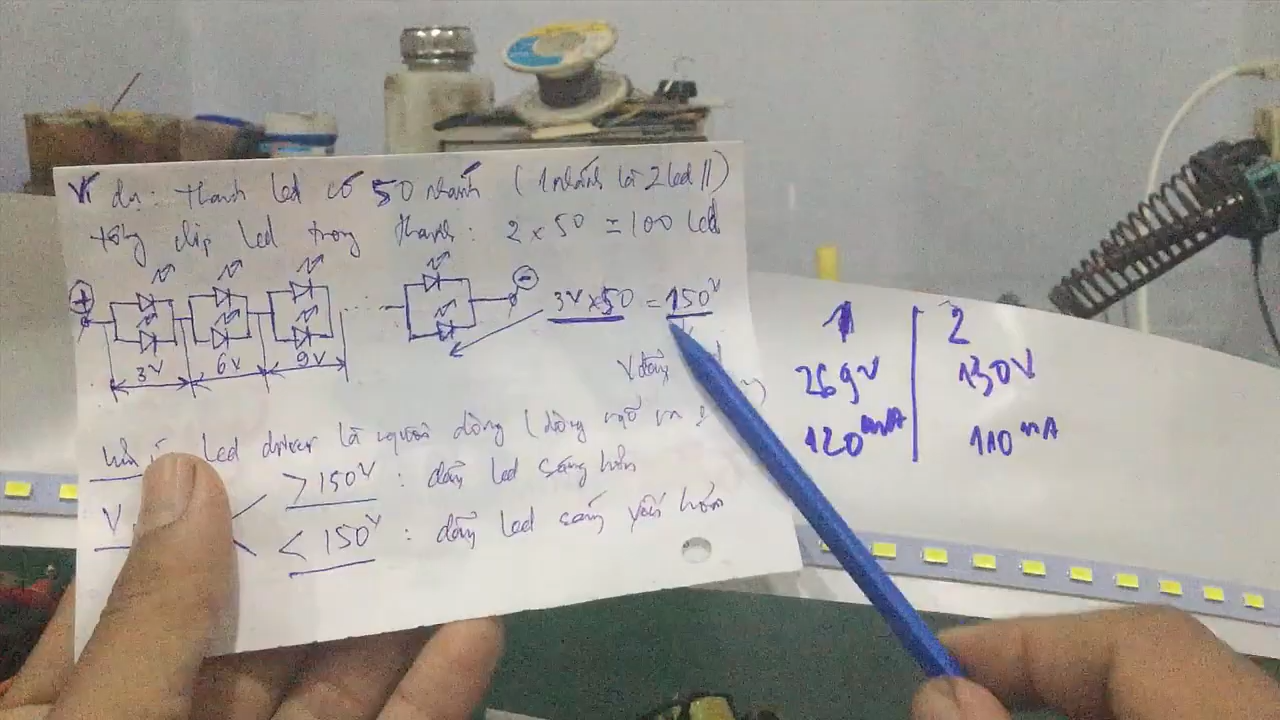 Ví dụ: thanh led có 50 nhánh (1 nhánh là 2 led //)
tổng chip led trong thanh: 2 x 50 = 100 led
+ -
3V x 50 = 150V
3V 6V 9V
V dây
led driver là nguồn dòng (dòng
V
> 150V : dây led sáng hơn
< 150V : dây led sáng yếu hơn
1 2
269V 130V
120mA 110mA